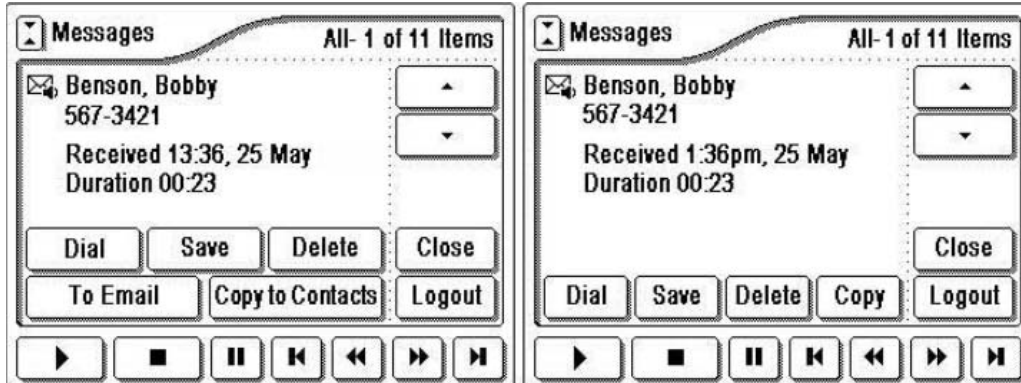 Messages
All- 1 of 11 Items
Benson, Bobby
567-3421
Received 13:36, 25 May
Duration 00:23
Dial Save Delete Close
To Email Copy to Contacts Logout
Messages
All- 1 of 11 Items
Benson, Bobby
567-3421
Received 1:36pm, 25 May
Duration 00:23
Close
Dial Save Delete Copy Logout